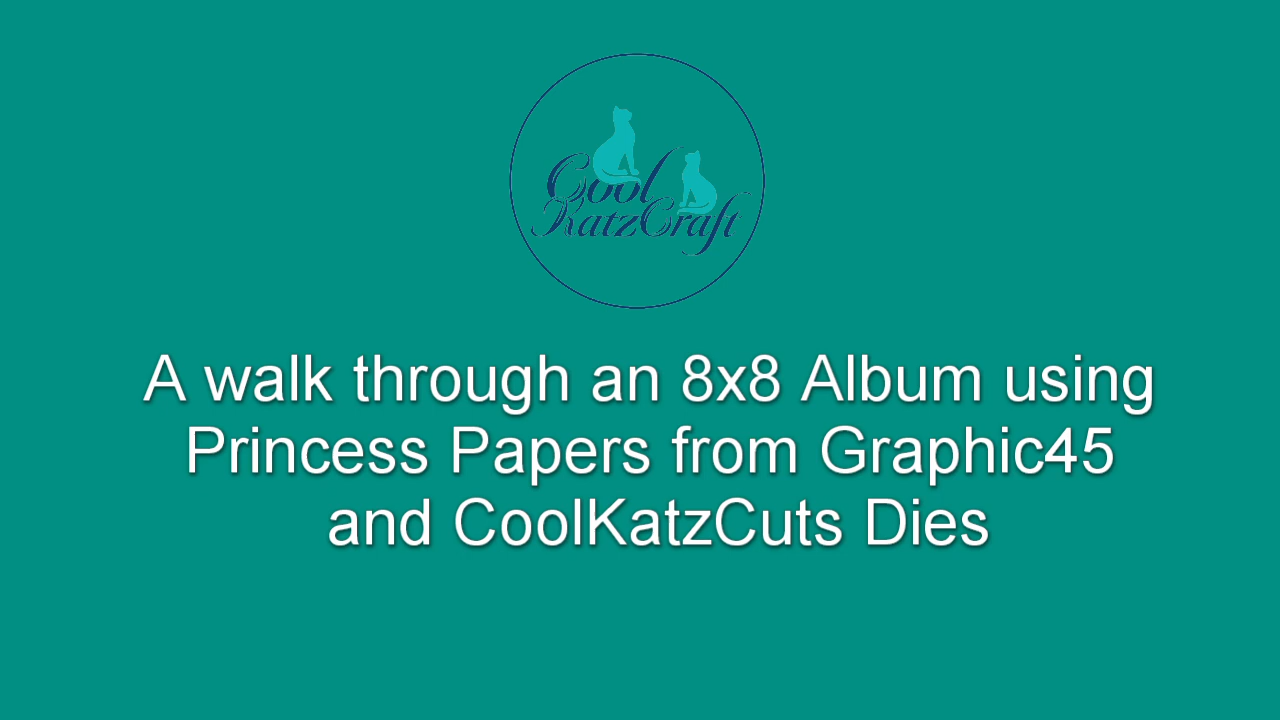 Cool
KatzCraft
A walk through an 8x8 Album using
Princess Papers from Graphic45
and CoolKatzCuts Dies